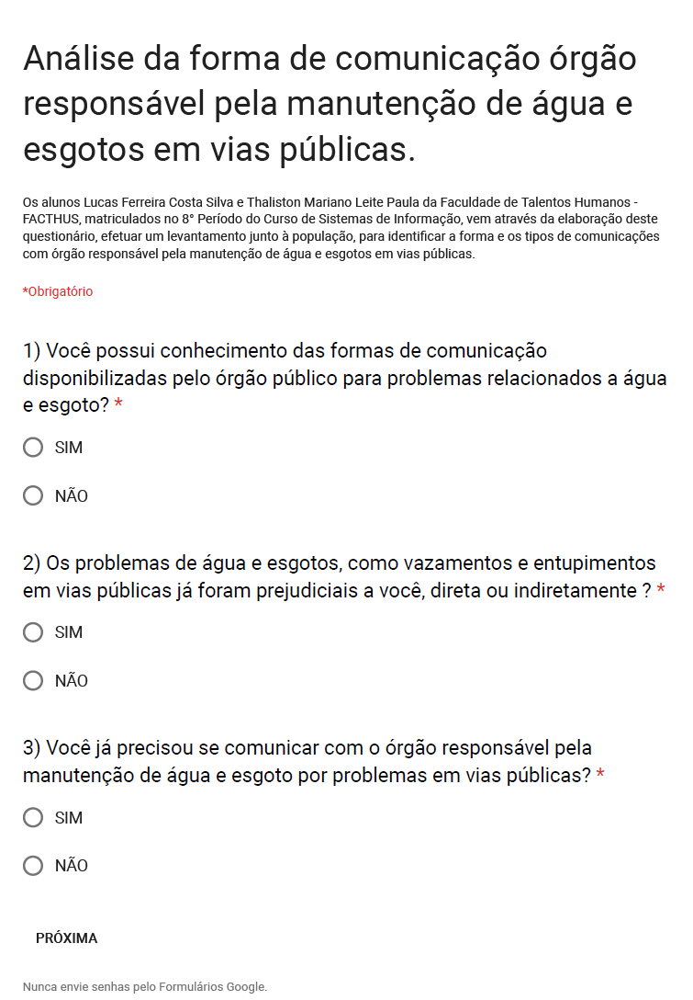 Análise da forma de comunicação órgão
responsável pela manutenção de água e
esgotos em vias públicas.
Os alunos Lucas Ferreira Costa Silva e Thaliston Mariano Leite Paula da Faculdade de Talentos Humanos -
FACTHUS, matriculados no 8° Período do Curso de Sistemas de Informação, vem através da elaboração deste
questionário, efetuar um levantamento junto à população, para identificar a forma e os tipos de comunicações
com órgão responsável pela manutenção de água e esgotos em vias públicas.
*Obrigatório
1) Você possui conhecimento das formas de comunicação
disponibilizadas pelo órgão público para problemas relacionados a água
e esgoto? *
SIM
NÃO
2) Os problemas de água e esgotos, como vazamentos e entupimentos
em vias públicas já foram prejudiciais a você, direta ou indiretamente ? *
SIM
NÃO
3) Você já precisou se comunicar com o órgão responsável pela
manutenção de água e esgoto por problemas em vias públicas? *
SIM
NÃO
PRÓXIMA
Nunca envie senhas pelo Formulários Google.